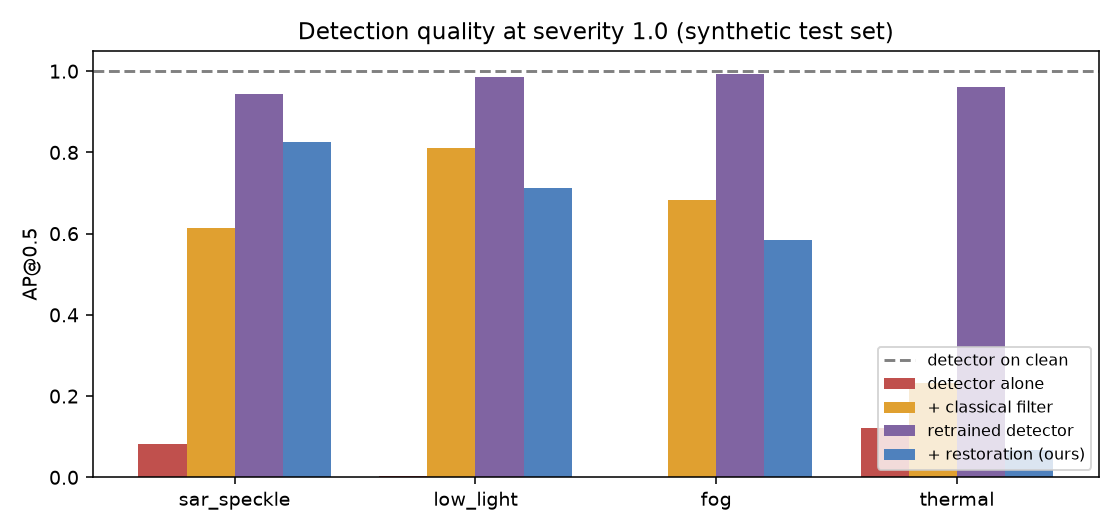 Detection quality at severity 1.0 (synthetic test set)
AP@0.5
1.0
0.8
0.6
0.4
0.2
0.0
sar_speckle
low_light
fog
thermal
detector on clean
detector alone
+ classical filter
retrained detector
+ restoration (ours)